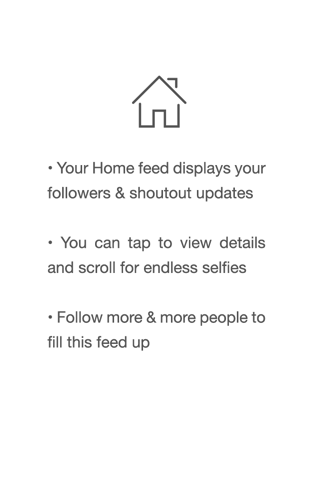 • Your Home feed displays your
followers & shoutout updates
• You can tap to view details
and scroll for endless selfies
• Follow more & more people to
fill this feed up